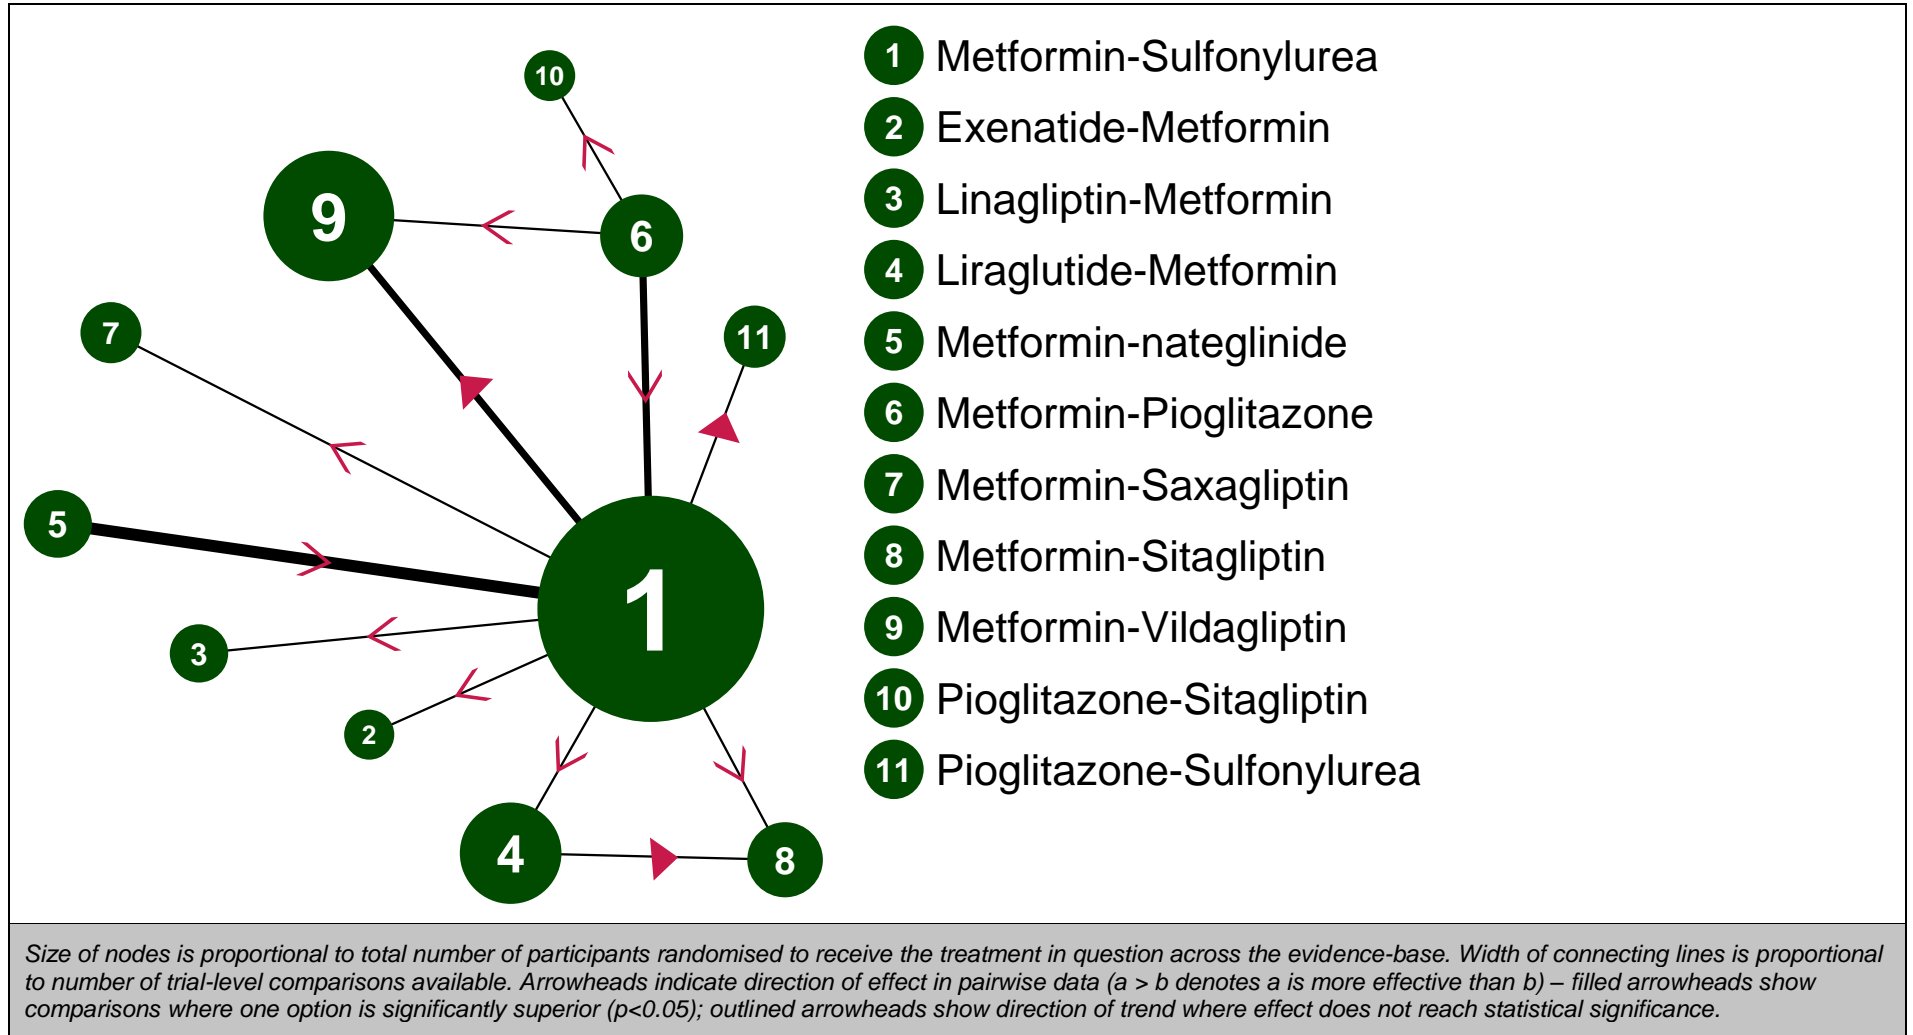 10
9
6
7
11
5
1
3
2
4
8
1 Metformin-Sulfonylurea
2 Exenatide-Metformin
3 Linagliptin-Metformin
4 Liraglutide-Metformin
5 Metformin-nateglinide
6 Metformin-Pioglitazone
7 Metformin-Saxagliptin
8 Metformin-Sitagliptin
9 Metformin-Vildagliptin
10 Pioglitazone-Sitagliptin
11 Pioglitazone-Sulfonylurea
Size of nodes is proportional to total number of participants randomised to receive the treatment in question across the evidence-base. Width of connecting lines is proportional
to number of trial-level comparisons available. Arrowheads indicate direction of effect in pairwise data (a > b denotes a is more effective than b) – filled arrowheads show
comparisons where one option is significantly superior (p<0.05); outlined arrowheads show direction of trend where effect does not reach statistical significance.